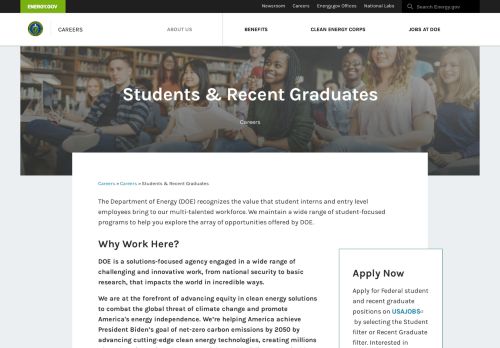 ENERGY.GOV
Newsroom Careers Energy.gov Offices National Labs Search Energy.gov
CAREERS ABOUT US BENEFITS CLEAN ENERGY CORPS JOBS AT DOE
Students & Recent Graduates
Careers
Careers » Careers » Students & Recent Graduates
The Department of Energy (DOE) recognizes the value that student interns and entry level
employees bring to our multi-talented workforce. We maintain a wide range of student-focused
programs to help you explore the array of opportunities offered by DOE.
Why Work Here?
DOE is a solutions-focused agency engaged in a wide range of
challenging and innovative work, from national security to basic
research, that impacts the world in incredible ways.
We are at the forefront of advancing equity in clean energy solutions
to combat the global threat of climate change and promote
America's energy independence. We're helping America achieve
President Biden's goal of net-zero carbon emissions by 2050 by
advancing cutting-edge clean energy technologies, creating millions
Apply Now
Apply for Federal student
and recent graduate
positions on USAJOBS
by selecting the Student
filter or Recent Graduate
filter. Interested in